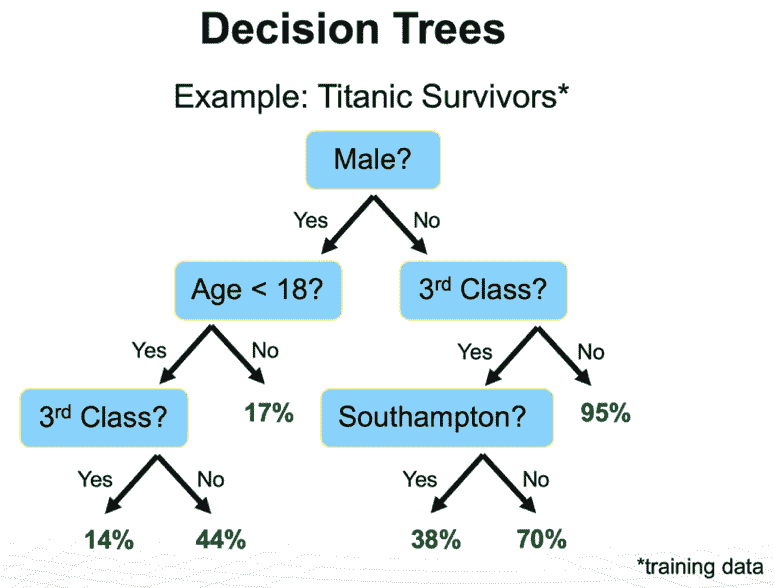 Decision Trees
Example: Titanic Survivors*
Male?
Yes No
Age < 18? 3rd Class?
Yes No Yes No
3rd Class? 17% Southampton? 95%
Yes No Yes No
14% 44% 38% 70%
*training data